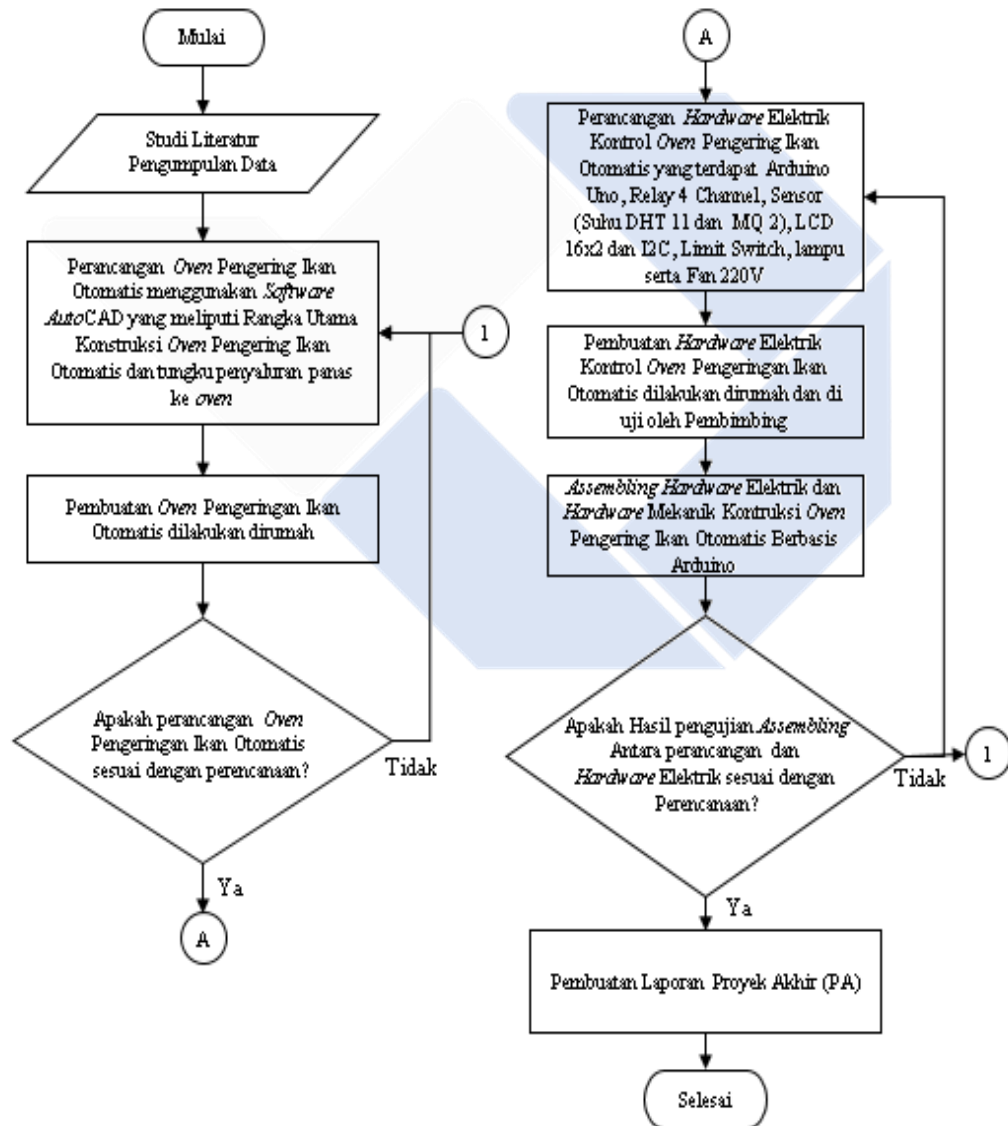 Mulai
Studi Literatur
Pengumpulan Data
Perancangan Oven Pengering Ikan
Otomatis menggunakan Software
AutoCAD yang meliputi Rangka Utama
Konstruksi Oven Pengering Ikan
Otomatis dan tungku penyaluran panas
ke oven
1
Pembuatan Oven Pengeringan Ikan
Otomatis dilakukan dirumah
Apakah perancangan Oven
Pengeringan Ikan Otomatis
sesuai dengan perencanaan?
Tidak
Ya
A
A
Perancangan Hardware Elektrik
Kontrol Oven Pengering Ikan
Otomatis yang terdapat Arduino
Uno, Relay 4 Channel, Sensor
(Suhu DHT 11 dan MQ 2), LCD
16x2 dan I2C, Limit Switch, lampu
serta Fan 220V
Pembuatan Hardware Elektrik
Kontrol Oven Pengeringan Ikan
Otomatis dilakukan dirumah dan di
uji oleh Pembimbing
Assembling Hardware Elektrik dan
Hardware Mekanik Kontruksi Oven
Pengering Ikan Otomatis Berbasis
Arduino
Apakah Hasil pengujian Assembling
Antara perancangan dan
Hardware Elektrik sesuai dengan
Perencanaan?
Tidak
1
Ya
Pembuatan Laporan Proyek Akhir (PA)
Selesai